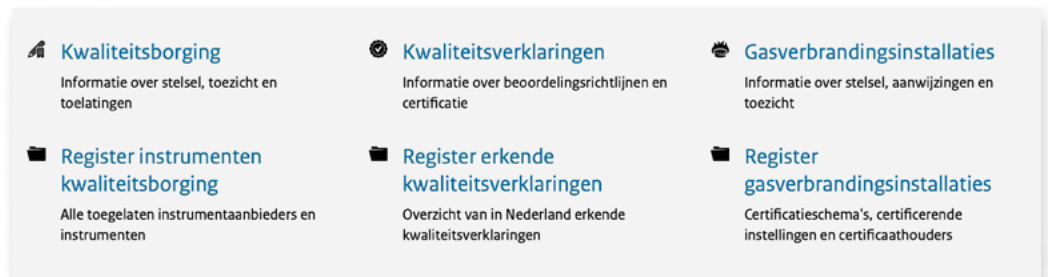 Kwaliteitsborging
Informatie over stelsel, toezicht en
toelatingen
Kwaliteitsverklaringen
Informatie over beoordelingsrichtlijnen en
certificatie
Gasverbrandingsinstallaties
Informatie over stelsel, aanwijzingen en
toezicht
Register instrumenten
kwaliteitsborging
Alle toegelaten instrumentaanbieders en
instrumenten
Register erkende
kwaliteitsverklaringen
Overzicht van in Nederland erkende
kwaliteitsverklaringen
Register
gasverbrandingsinstallaties
Certificatieschema's, certificerende
instellingen en certificaathouders